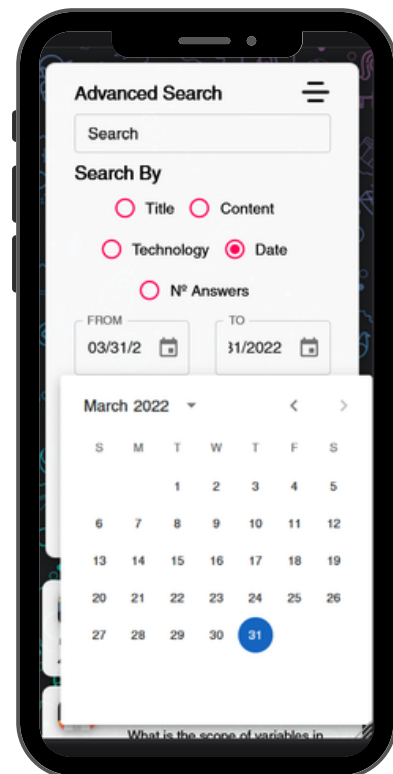 Advanced Search
Search
Search By
Title Content
Technology Date
Nº Answers
FROM TO
03/31/2 31/2022
March 2022
S M T W T F S
1 2 3 4 5
6 7 8 9 10 11 12
13 14 15 16 17 18 19
20 21 22 23 24 25 26
27 28 29 30 31
What is the scope of variables in